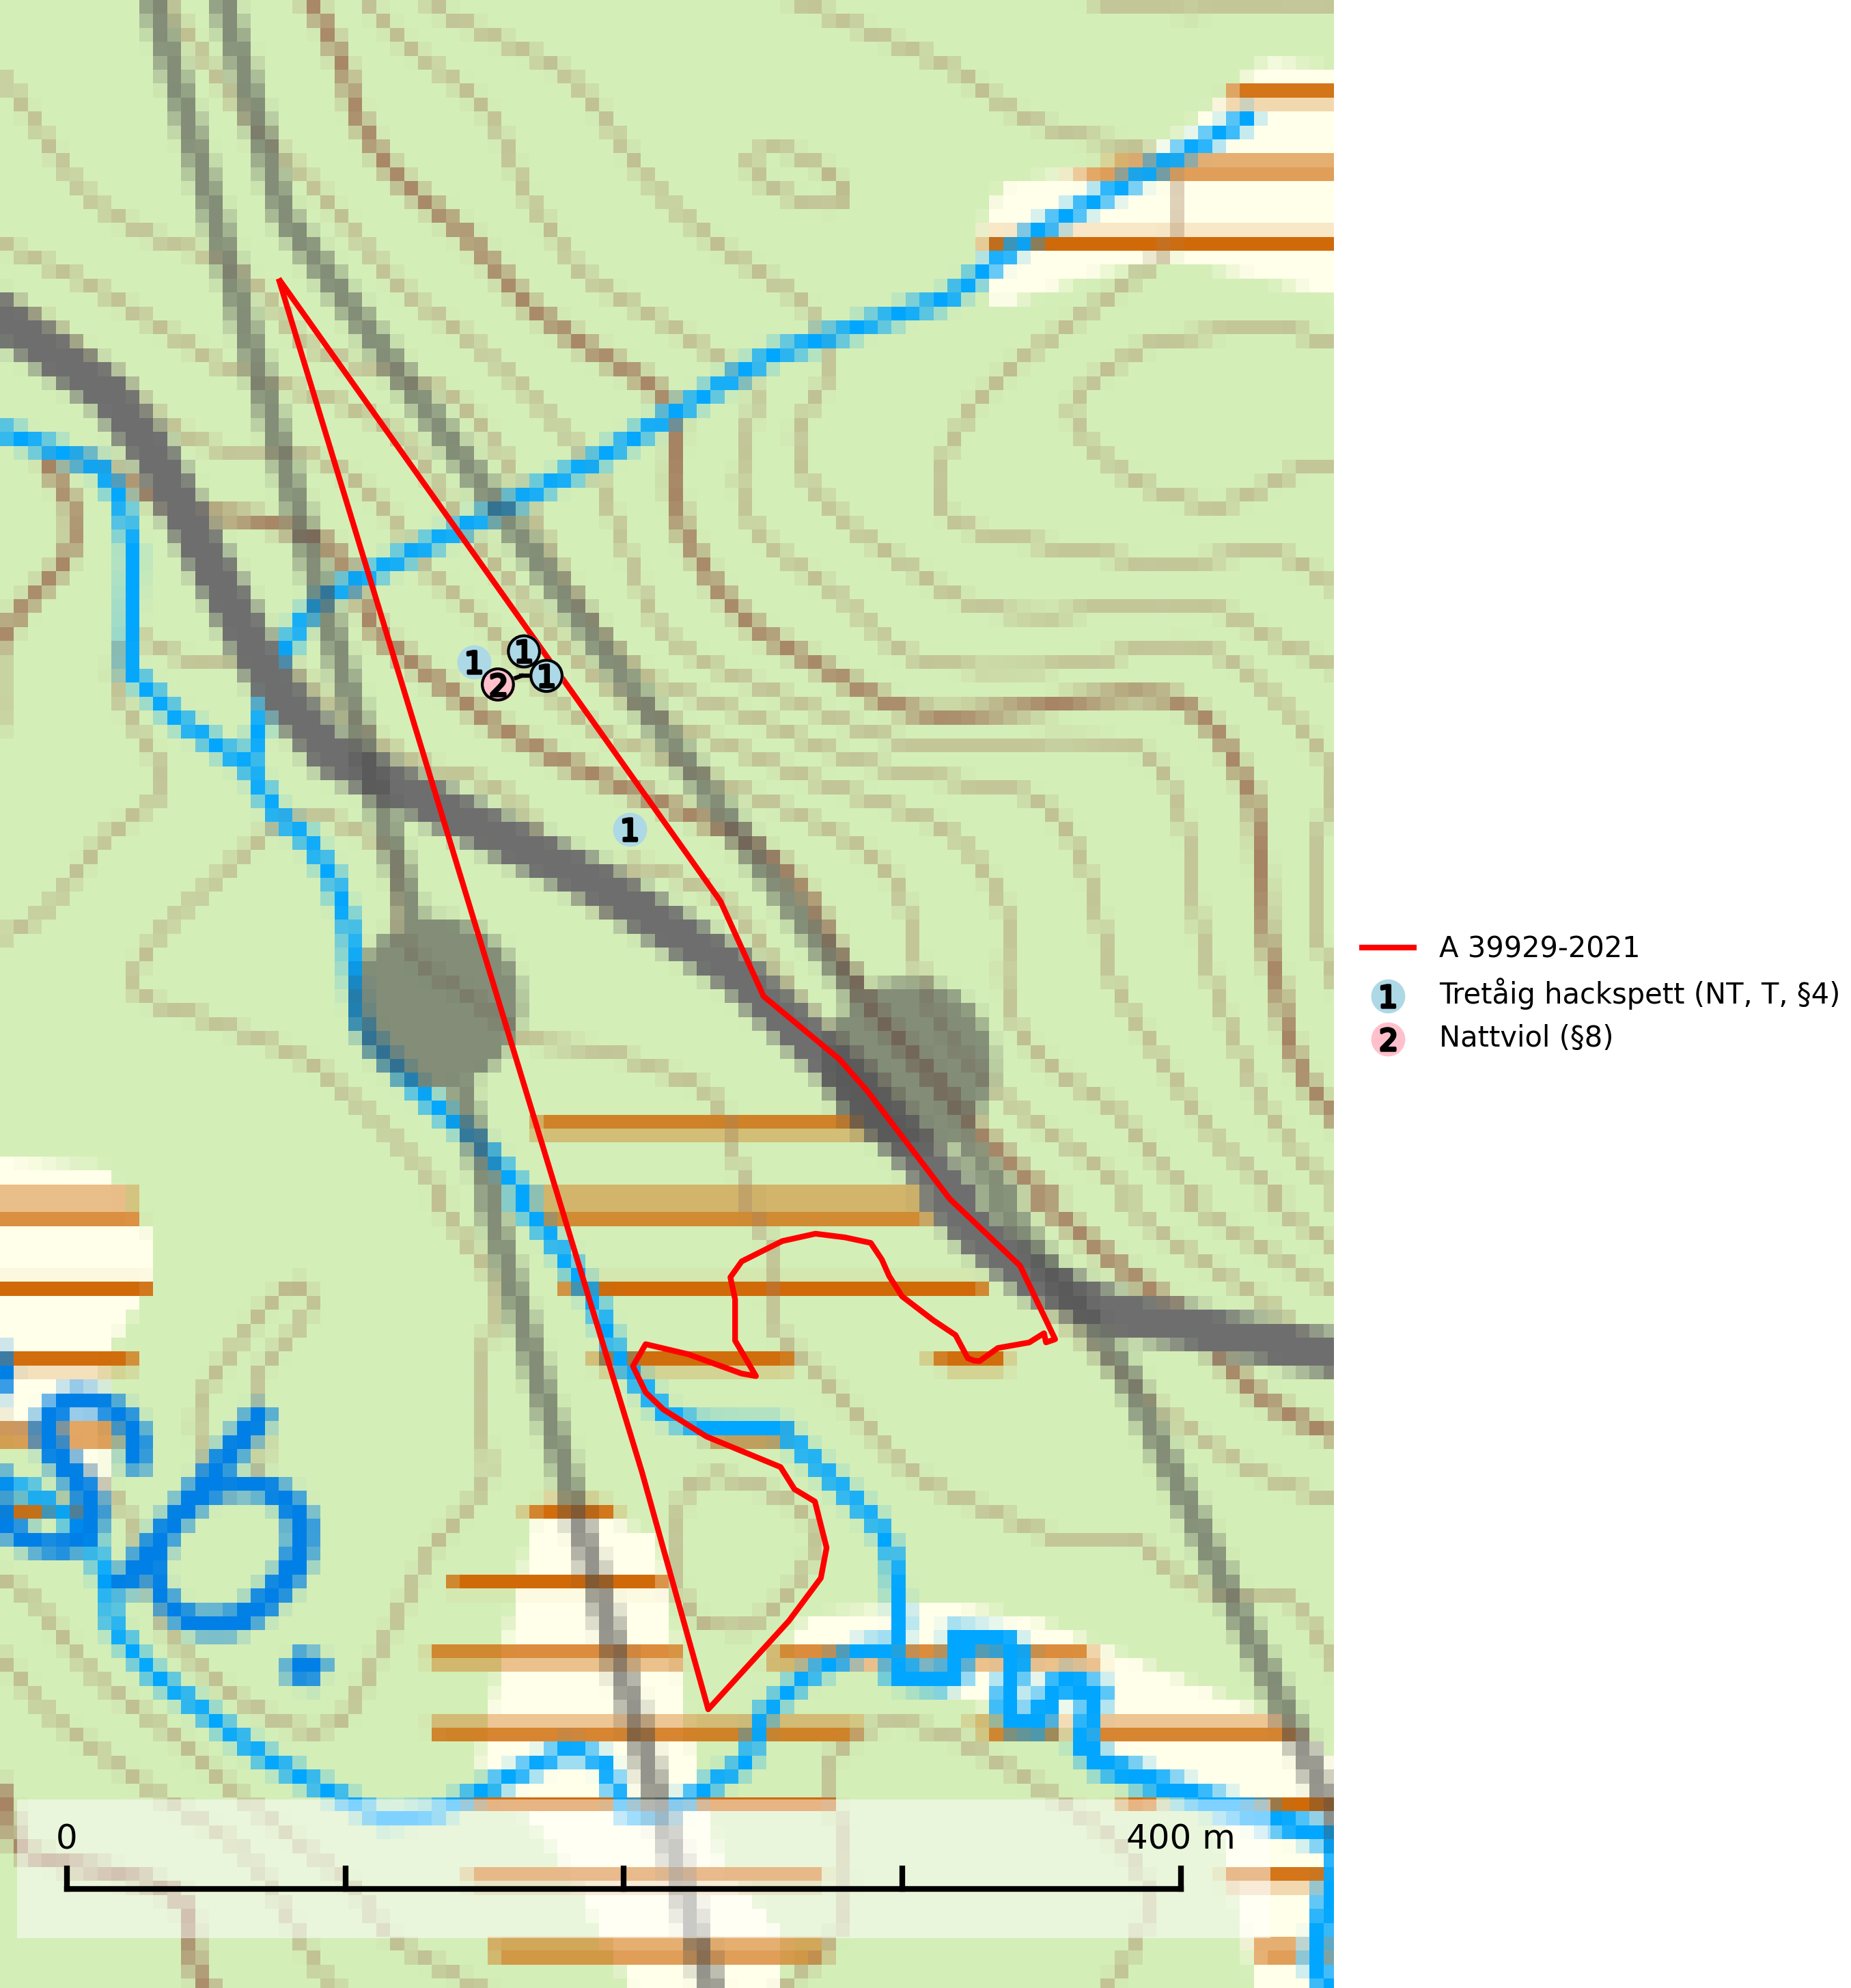 1
1
1
2
1
A 39929-2021
1 Tretåig hackspett (NT, T, §4)
2 Nattviol (§8)
0 400 m